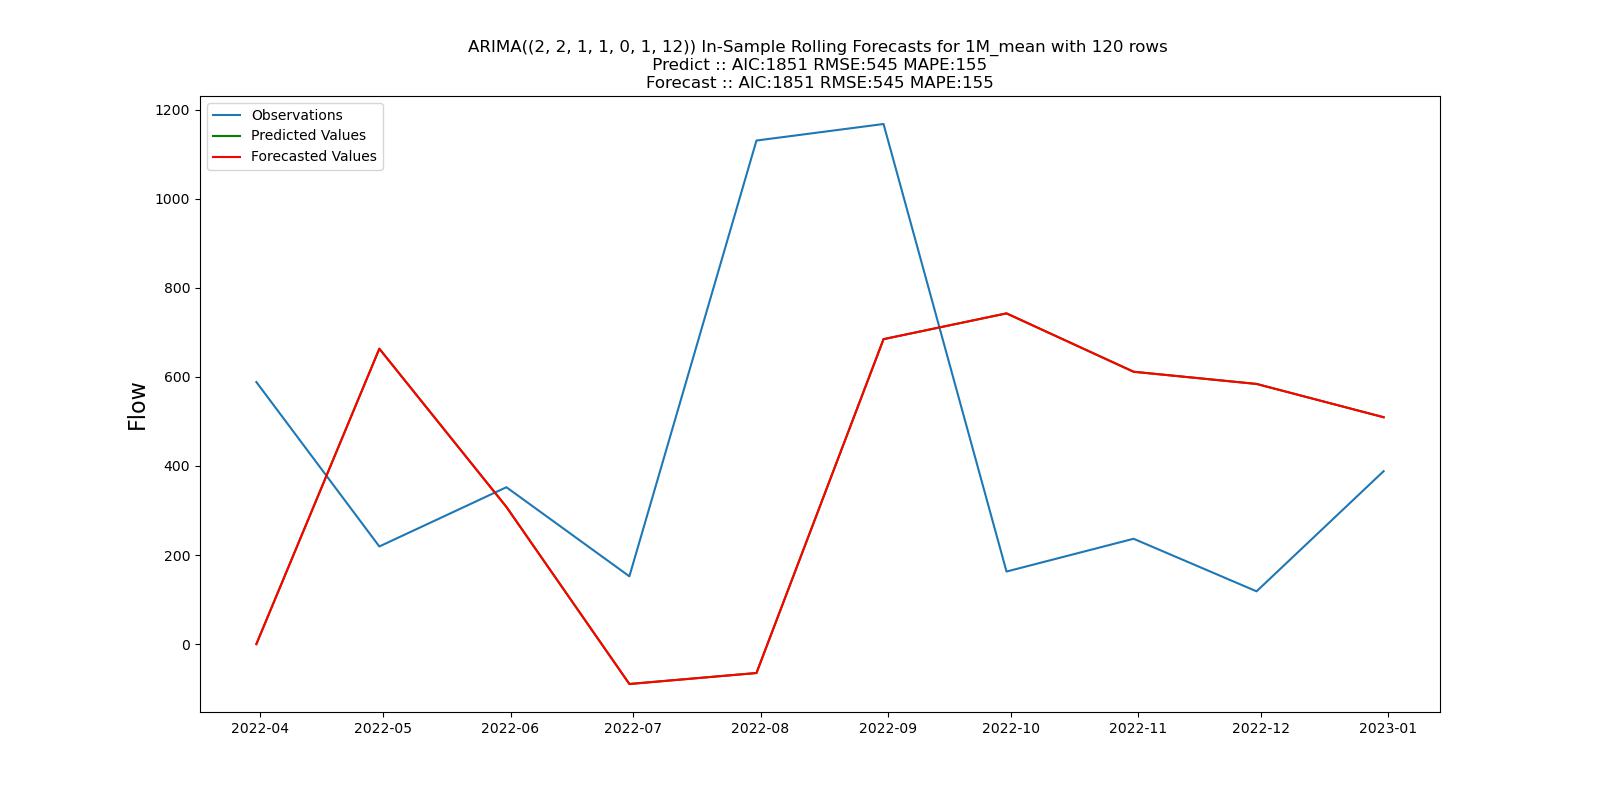 ARIMA((2, 2, 1, 1, 0, 1, 12)) In-Sample Rolling Forecasts for 1M_mean with 120 rows
Predict :: AIC:1851 RMSE:545 MAPE:155
Forecast :: AIC:1851 RMSE:545 MAPE:155
Observations
Predicted Values
Forecasted Values
1200
1000
800
600
400
200
0
Flow
2022-04 2022-05 2022-06 2022-07 2022-08 2022-09 2022-10 2022-11 2022-12 2023-01